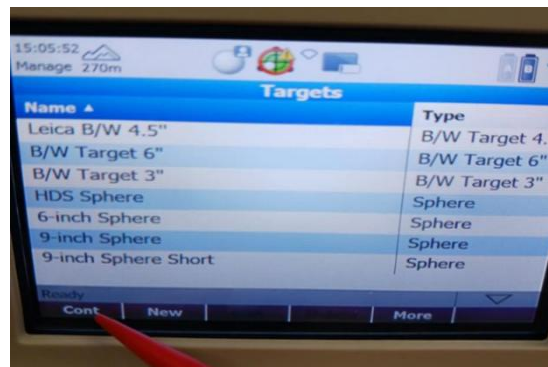 15:05:52
Manage 270m
Targets
Name Type
Leica B/W 4.5" B/W Target 4.
B/W Target 6" B/W Target 6"
B/W Target 3" B/W Target 3"
HDS Sphere Sphere
6-inch Sphere Sphere
9-inch Sphere Sphere
9-inch Sphere Short Sphere
Ready
Cont New More